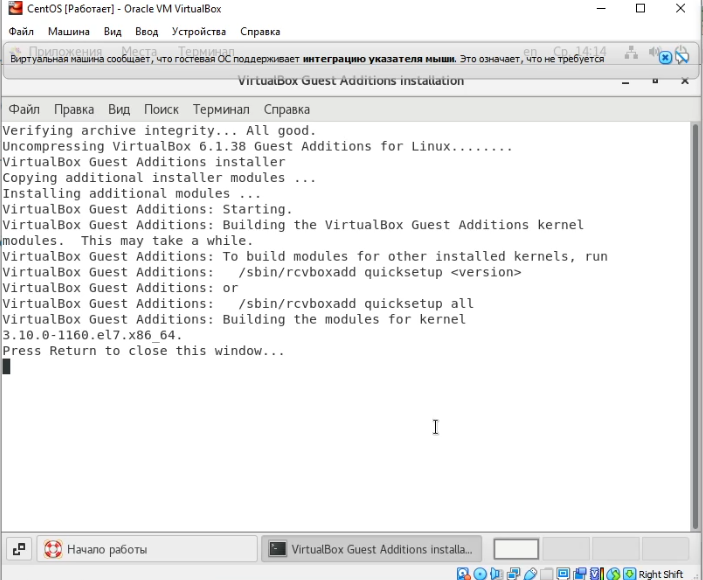 CentOS [Работает] - Oracle VM VirtualBox
Файл Машина Вид Ввод Устройства Справка
Приложения Места Терминал en Ср, 14:14
Виртуальная машина сообщает, что гостевая ОС поддерживает интеграцию указателя мыши. Это означает, что не требуется
VirtualBox Guest Additions installation
Файл Правка Вид Поиск Терминал Справка
Verifying archive integrity... All good.
Uncompressing VirtualBox 6.1.38 Guest Additions for Linux........
VirtualBox Guest Additions installer
Copying additional installer modules ...
Installing additional modules ...
VirtualBox Guest Additions: Starting.
VirtualBox Guest Additions: Building the VirtualBox Guest Additions kernel
modules.  This may take a while.
VirtualBox Guest Additions: To build modules for other installed kernels, run
VirtualBox Guest Additions:   /sbin/rcvboxadd quicksetup <version>
VirtualBox Guest Additions: or
VirtualBox Guest Additions:   /sbin/rcvboxadd quicksetup all
VirtualBox Guest Additions: Building the modules for kernel
3.10.0-1160.el7.x86_64.
Press Return to close this window...
Начало работы VirtualBox Guest Additions installa...
Right Shift